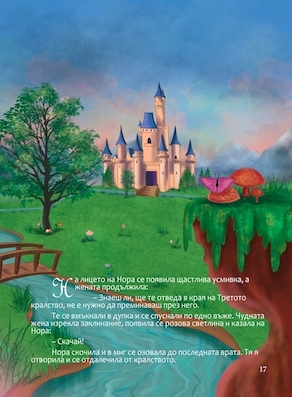 На лицето на Нора се появила щастлива усмивка, а
жената продължила:
– Знаеш ли, ще те отведа в края на Третото
кралство, не е нужно да преминаваш през него.
Те се вмъкнали в дупка и се спуснали по едно въже. Чудната
жена изрекла заклинание, появила се розова светлина и казала на
Нора:
– Скачай!
Нора скочила и в миг се озовала до последната врата. Тя я
отворила и се отдалечила от кралството.
17